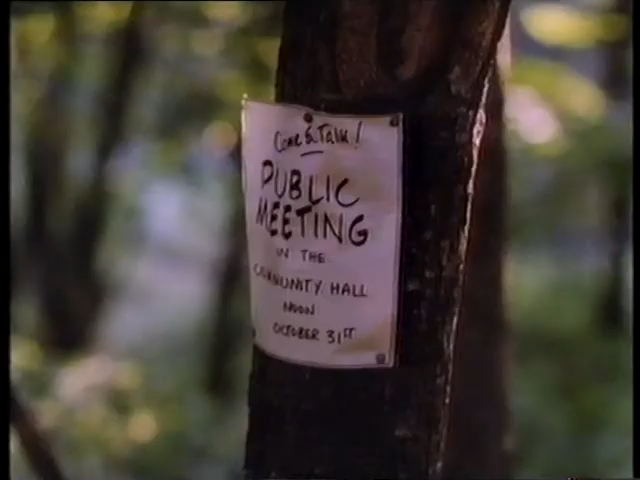 Come & Talk!
PUBLIC
MEETING
IN THE
COMMUNITY HALL
NOON
OCTOBER 31ST